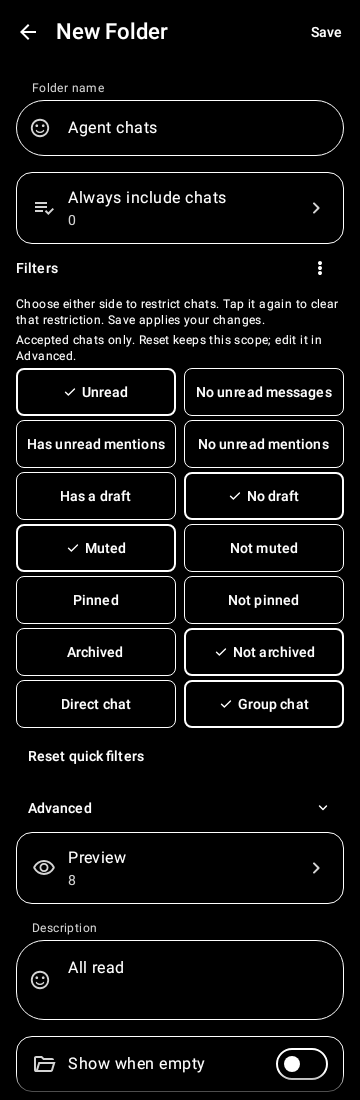 New Folder
Save
Folder name
Agent chats
Always include chats
0
Filters
Choose either side to restrict chats. Tap it again to clear
that restriction. Save applies your changes.
Accepted chats only. Reset keeps this scope; edit it in
Advanced.
Unread
No unread messages
Has unread mentions
No unread mentions
Has a draft
No draft
Muted
Not muted
Pinned
Not pinned
Archived
Not archived
Direct chat
Group chat
Reset quick filters
Advanced
Preview
8
Description
All read
Show when empty